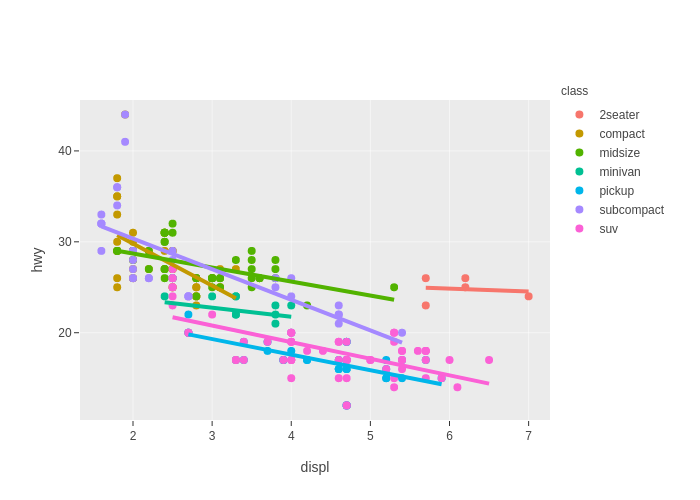 class
2seater
compact
midsize
minivan
pickup
subcompact
suv
40
30
20
hwy
2 3 4 5 6 7
displ